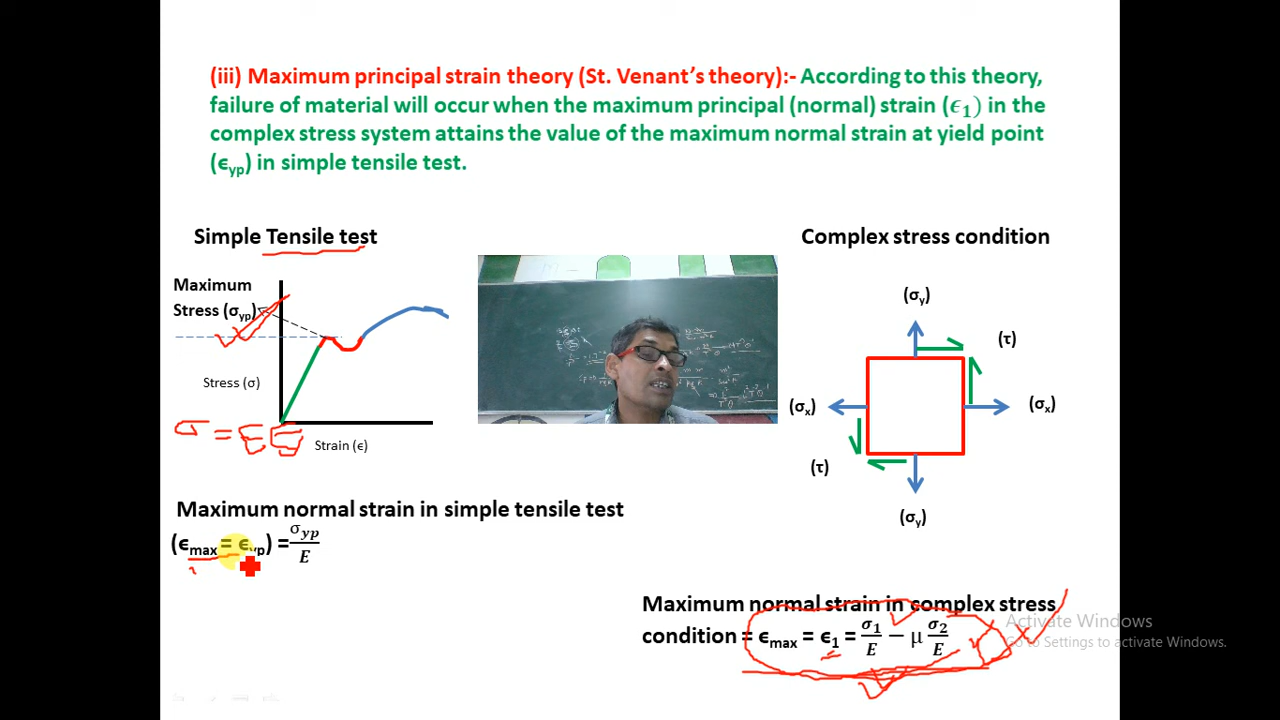 (iii) Maximum principal strain theory (St. Venant's theory):- According to this theory,
failure of material will occur when the maximum principal (normal) strain (ϵ₁) in the
complex stress system attains the value of the maximum normal strain at yield point
(ϵyp) in simple tensile test.
Simple Tensile test
Complex stress condition
Maximum
Stress (σyp)
Stress (σ)
Strain (ϵ)
σ = E
(σy)
(τ)
(σx)
(σx)
(τ)
(σy)
Maximum normal strain in simple tensile test
(ϵmax = ϵyp) = σyp/E
Maximum normal strain in complex stress
condition = ϵmax = ϵ₁ = σ₁/E − μ σ₂/E
Activate Windows
Go to Settings to activate Windows.